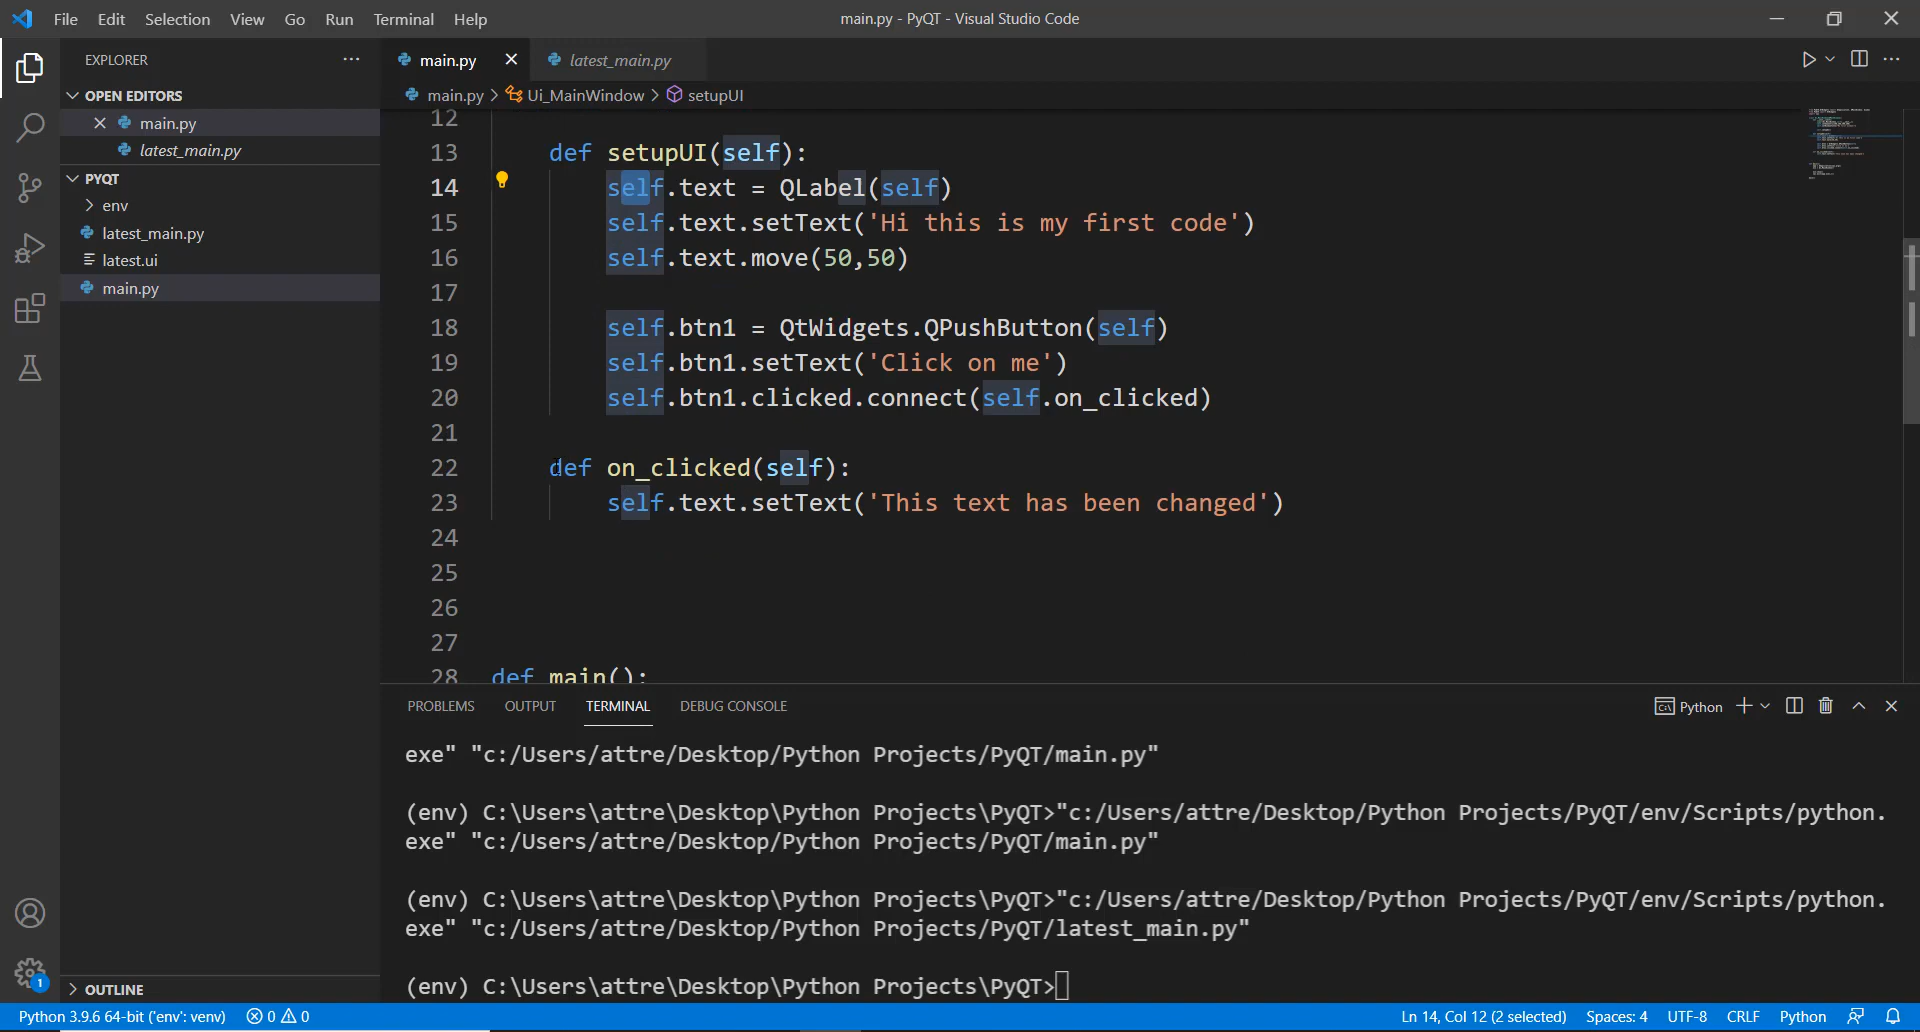 File Edit Selection View Go Run Terminal Help
main.py - PyQT - Visual Studio Code
EXPLORER
main.py
latest_main.py
OPEN EDITORS
main.py > Ui_MainWindow > setupUI
main.py
latest_main.py
PYQT
env
latest_main.py
latest.ui
main.py
12
13 def setupUI(self):
14 self.text = QLabel(self)
15 self.text.setText('Hi this is my first code')
16 self.text.move(50,50)
17
18 self.btn1 = QtWidgets.QPushButton(self)
19 self.btn1.setText('Click on me')
20 self.btn1.clicked.connect(self.on_clicked)
21
22 def on_clicked(self):
23 self.text.setText('This text has been changed')
24
25
26
27
28 def main():
PROBLEMS OUTPUT TERMINAL DEBUG CONSOLE
Python
exe" "c:/Users/attre/Desktop/Python Projects/PyQT/main.py"
(env) C:\Users\attre\Desktop\Python Projects\PyQT>"c:/Users/attre/Desktop/Python Projects/PyQT/env/Scripts/python.
exe" "c:/Users/attre/Desktop/Python Projects/PyQT/main.py"
(env) C:\Users\attre\Desktop\Python Projects\PyQT>"c:/Users/attre/Desktop/Python Projects/PyQT/env/Scripts/python.
exe" "c:/Users/attre/Desktop/Python Projects/PyQT/latest_main.py"
(env) C:\Users\attre\Desktop\Python Projects\PyQT>
1
OUTLINE
Python 3.9.6 64-bit ('env': venv) 0 0
Ln 14, Col 12 (2 selected) Spaces: 4 UTF-8 CRLF Python